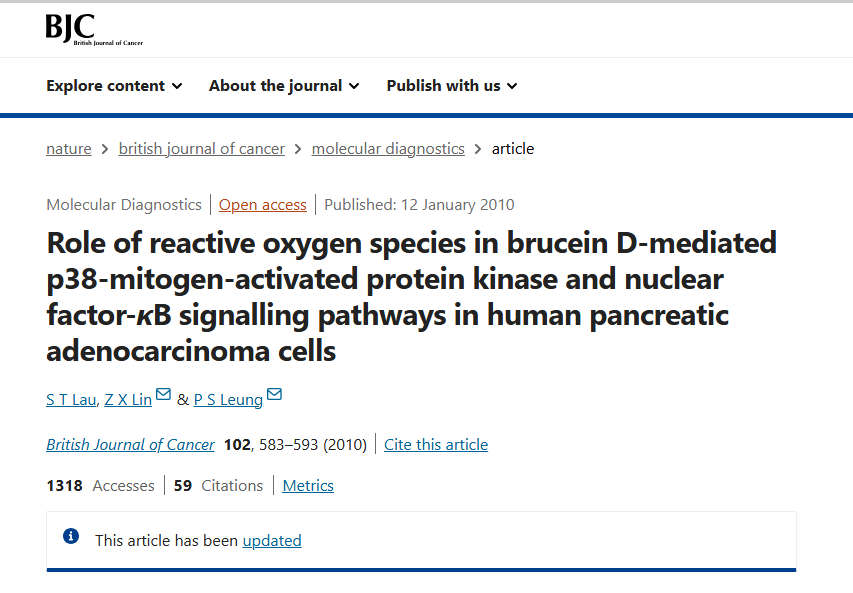 BJC
British Journal of Cancer
Explore content About the journal Publish with us
nature > british journal of cancer > molecular diagnostics > article
Molecular Diagnostics | Open access | Published: 12 January 2010
Role of reactive oxygen species in brucein D-mediated
p38-mitogen-activated protein kinase and nuclear
factor-κB signalling pathways in human pancreatic
adenocarcinoma cells
S T Lau, Z X Lin & P S Leung
British Journal of Cancer 102, 583–593 (2010) | Cite this article
1318 Accesses | 59 Citations | Metrics
This article has been updated